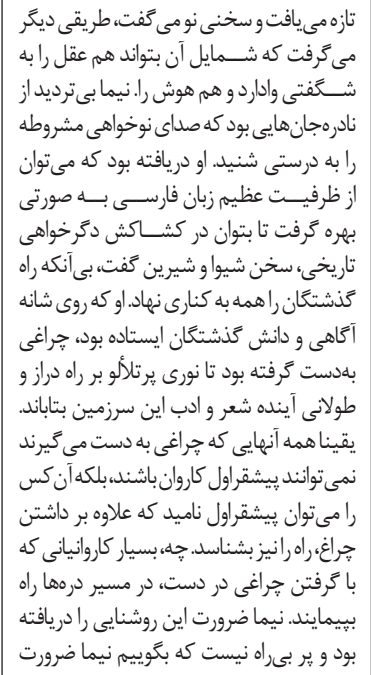 تازه می‌یافت و سخنی نو می‌گفت، طریقی دیگر
می‌گرفت که شمایل آن بتواند هم عقل را به
شگفتی وادارد و هم هوش را. نیما بی‌تردید از
نادره‌جان‌هایی بود که صدای نوخواهی مشروطه
را به درستی شنید. او دریافته بود که می‌توان
از ظرفیت عظیم زبان فارسی به صورتی
بهره گرفت تا بتوان در کشاکش دگرخواهی
تاریخی، سخن شیوا و شیرین گفت، بی‌آنکه راه
گذشتگان را همه به کناری نهاد. او که روی شانه
آگاهی و دانش گذشتگان ایستاده بود، چراغی
به‌دست گرفته بود تا نوری پرتلألو بر راه دراز و
طولانی آینده شعر و ادب این سرزمین بتاباند.
یقینا همه آنهایی که چراغی به دست می‌گیرند
نمی‌توانند پیشقراول کاروان باشند، بلکه آن کس
را می‌توان پیشقراول نامید که علاوه بر داشتن
چراغ، راه را نیز بشناسد. چه، بسیار کاروانیانی که
با گرفتن چراغی در دست، در مسیر دره‌ها راه
بپیمایند. نیما ضرورت این روشنایی را دریافته
بود و پر بی‌راه نیست که بگوییم نیما ضرورت